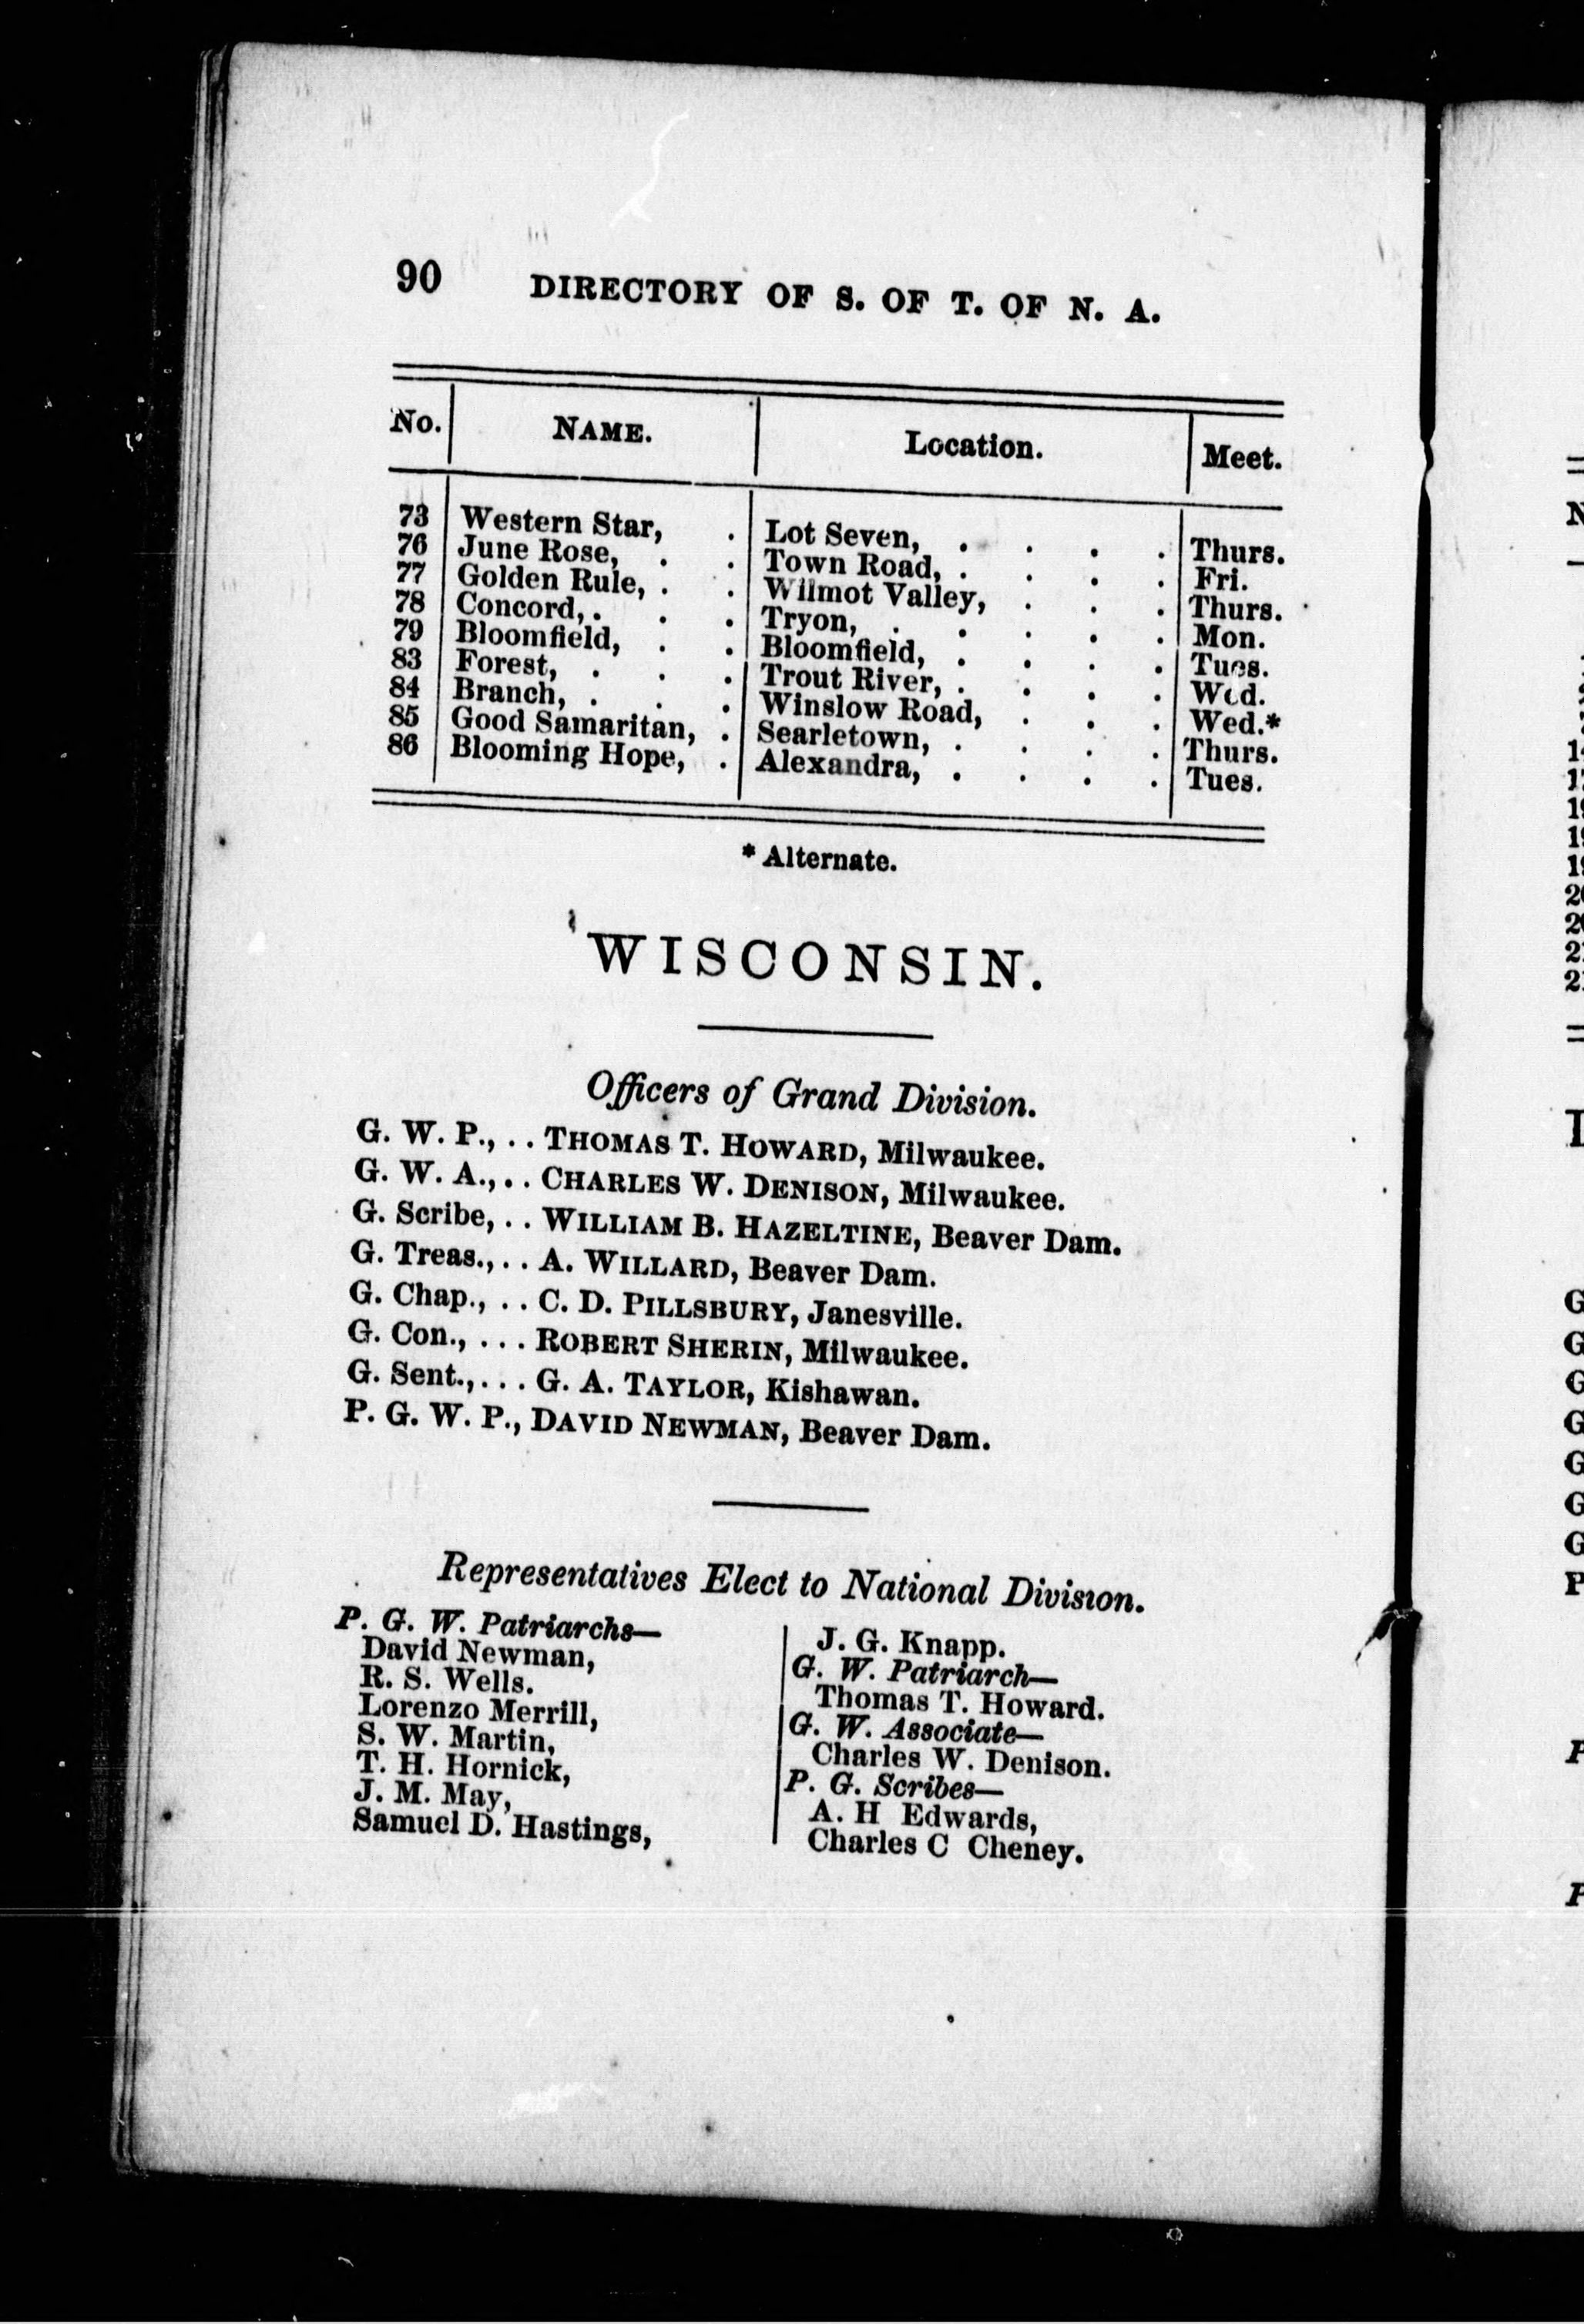 90 DIRECTORY OF S. OF T. OF N. A.
No. NAME. Location. Meet.
73 Western Star, . Lot Seven, . . . . Thurs.
76 June Rose, . . Town Road, . . . . Fri.
77 Golden Rule, . . Wilmot Valley, . . . Thurs.
78 Concord, . . . Tryon, . . . . . Mon.
79 Bloomfield, . . Bloomfield, . . . . Tues.
83 Forest, . . . Trout River, . . . . Wed.
84 Branch, . . . Winslow Road, . . . Wed.*
85 Good Samaritan, . Searletown, . . . . Thurs.
86 Blooming Hope, . Alexandra, . . . . Tues.
* Alternate.
WISCONSIN.
Officers of Grand Division.
G. W. P., . . THOMAS T. HOWARD, Milwaukee.
G. W. A., . . CHARLES W. DENISON, Milwaukee.
G. Scribe, . . WILLIAM B. HAZELTINE, Beaver Dam.
G. Treas., . . A. WILLARD, Beaver Dam.
G. Chap., . . C. D. PILLSBURY, Janesville.
G. Con., . . . ROBERT SHERIN, Milwaukee.
G. Sent., . . . G. A. TAYLOR, Kishawan.
P. G. W. P., DAVID NEWMAN, Beaver Dam.
Representatives Elect to National Division.
P. G. W. Patriarchs—
David Newman,
R. S. Wells.
Lorenzo Merrill,
S. W. Martin,
T. H. Hornick,
J. M. May,
Samuel D. Hastings,
J. G. Knapp.
G. W. Patriarch—
Thomas T. Howard.
G. W. Associate—
Charles W. Denison.
P. G. Scribes—
A. H Edwards,
Charles C Cheney.